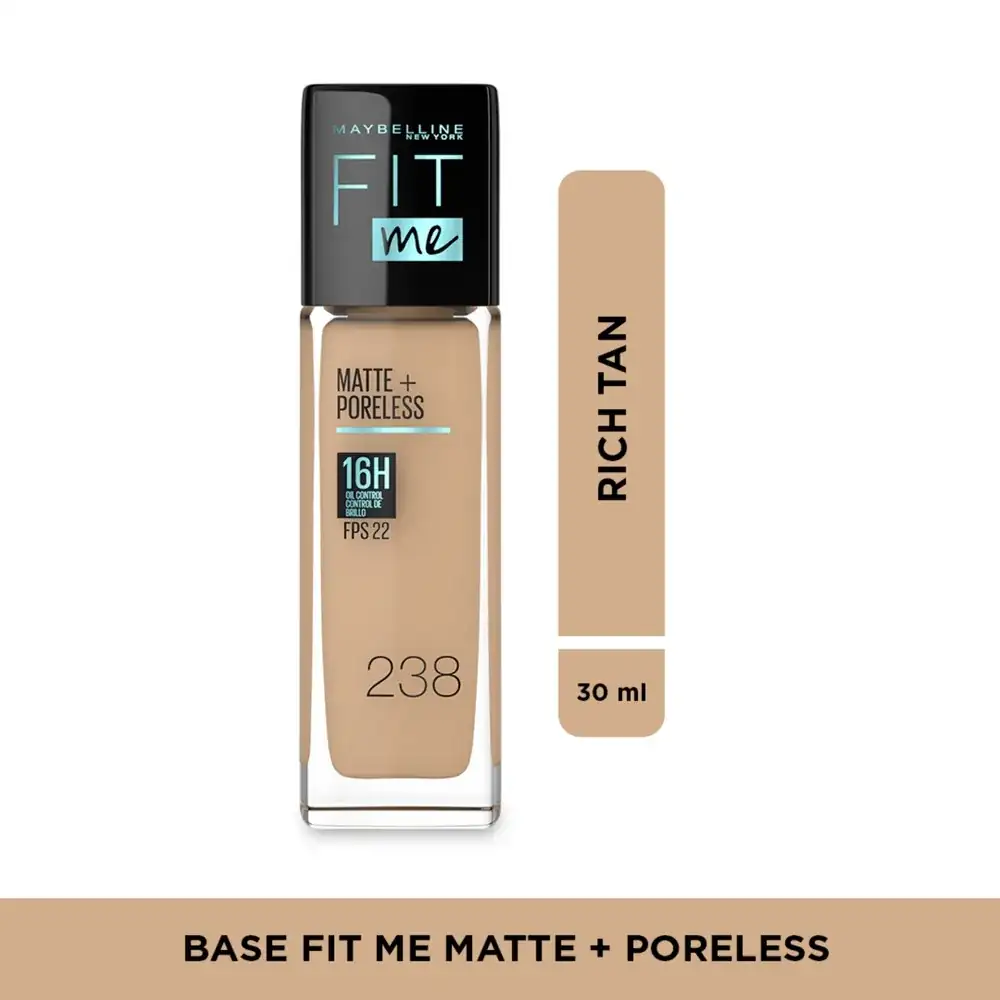 MAYBELLINE
NEW YORK
FIT
me
MATTE +
PORELESS
16H
OIL CONTROL
CONTROL DE
BRILLO
FPS 22
238
RICH TAN
30 ml
BASE FIT ME MATTE + PORELESS